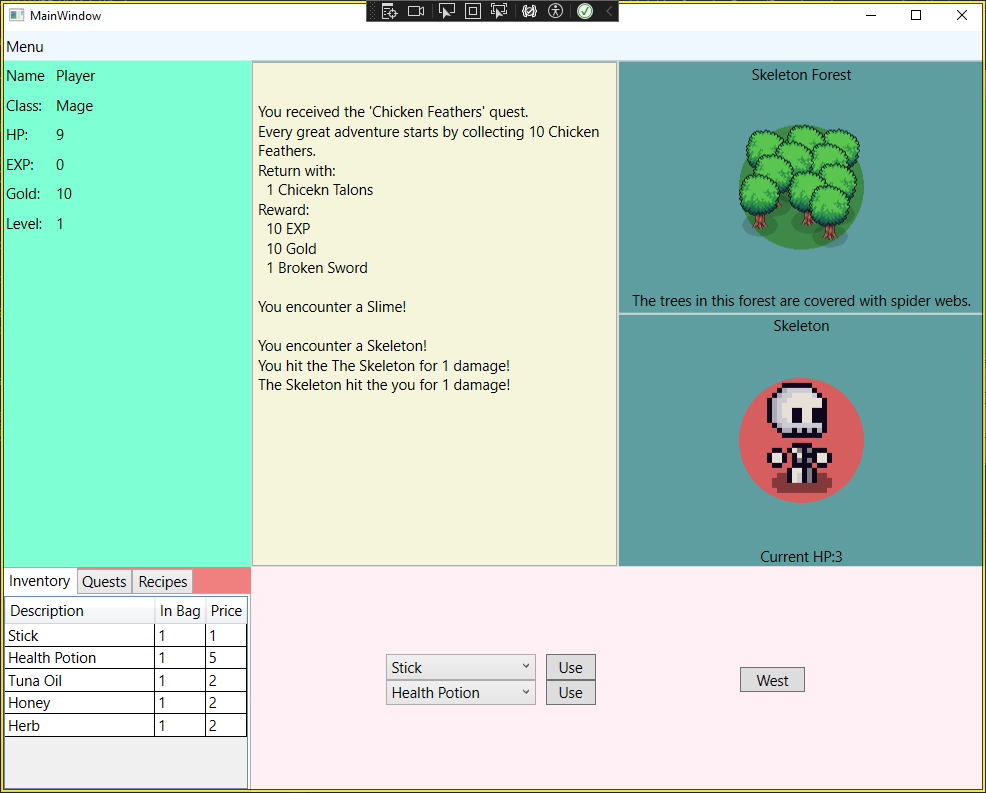 MainWindow
Menu
Name Player
Class: Mage
HP: 9
EXP: 0
Gold: 10
Level: 1
You received the 'Chicken Feathers' quest.
Every great adventure starts by collecting 10 Chicken
Feathers.
Return with:
1 Chicekn Talons
Reward:
10 EXP
10 Gold
1 Broken Sword
You encounter a Slime!
You encounter a Skeleton!
You hit the The Skeleton for 1 damage!
The Skeleton hit the you for 1 damage!
Skeleton Forest
The trees in this forest are covered with spider webs.
Skeleton
Current HP:3
Inventory Quests Recipes
Description In Bag Price
Stick 1 1
Health Potion 1 5
Tuna Oil 1 2
Honey 1 2
Herb 1 2
Stick Use
Health Potion Use
West